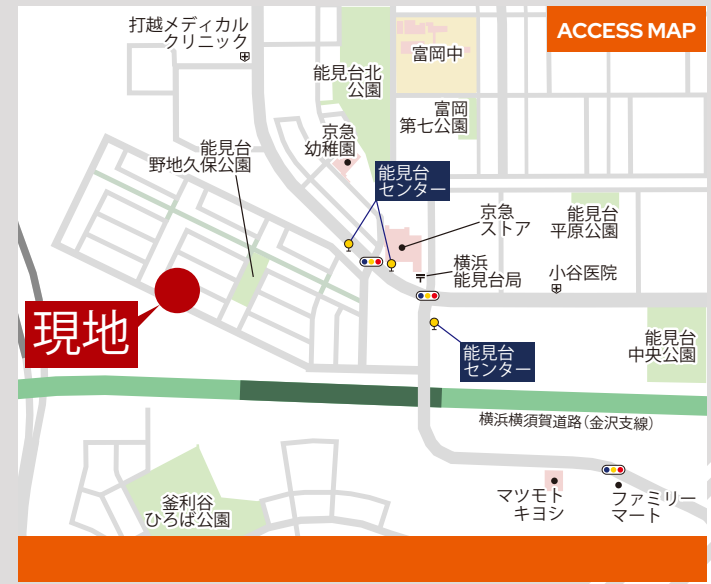 ACCESS MAP
打越メディカル
クリニック
富岡中
能見台北
公園
富岡
第七公園
京急
幼稚園
能見台
野地久保公園
能見台
センター
京急
ストア
能見台
平原公園
横浜
能見台局
小谷医院
現地
能見台
センター
能見台
中央公園
横浜横須賀道路(金沢支線)
マツモト
キヨシ
ファミリー
マート
釜利谷
ひろば公園